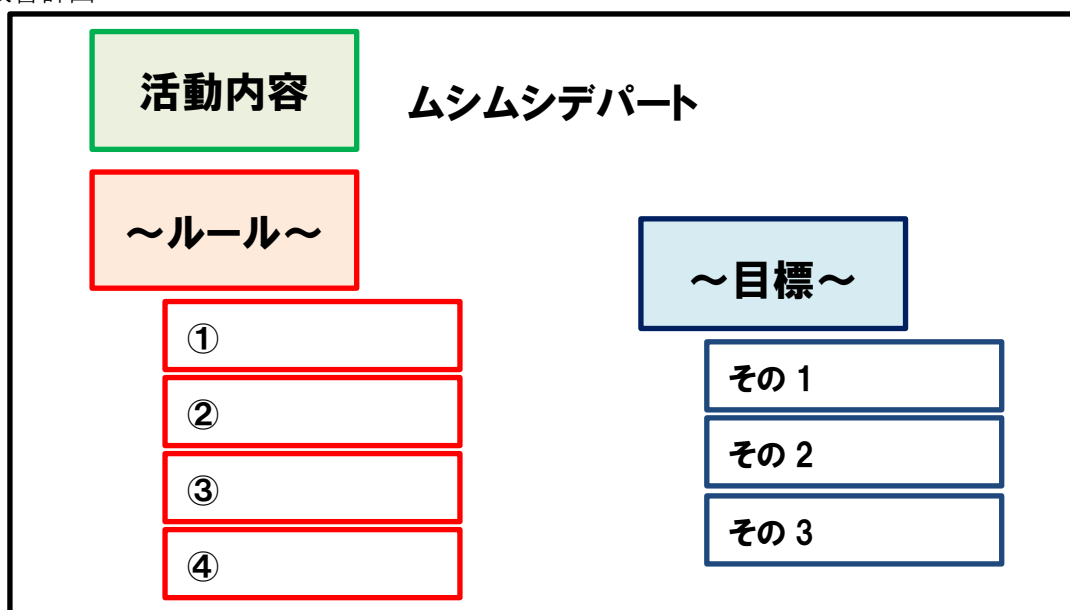 活動内容
ムシムシデパート
～ルール～
①
②
③
④
～目標～
その 1
その 2
その 3